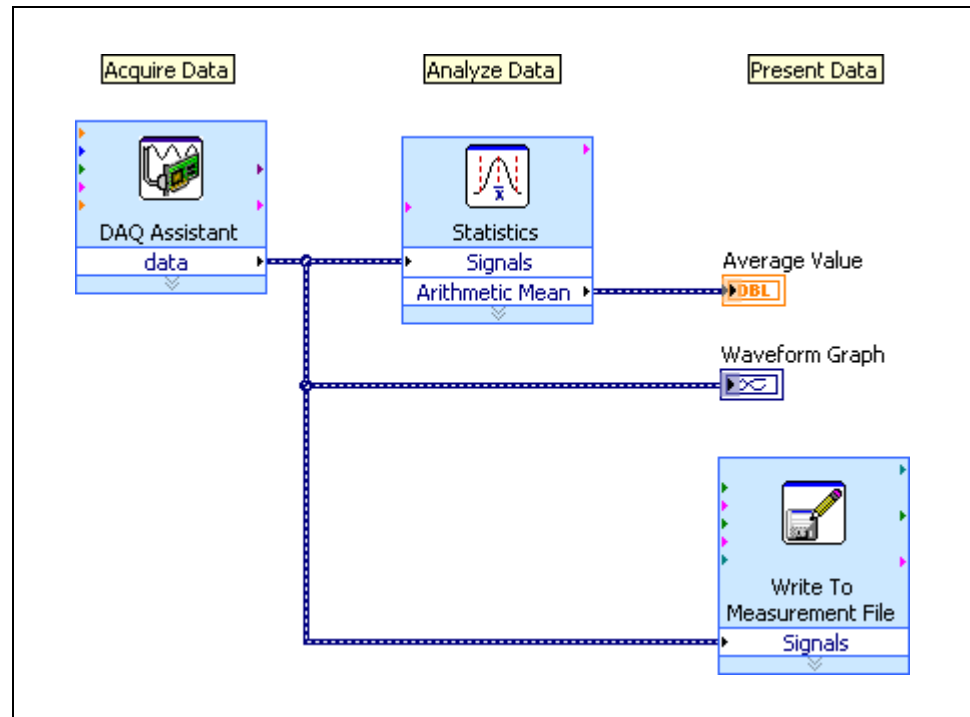 Acquire Data
Analyze Data
Present Data
DAQ Assistant
data
Statistics
Signals
Arithmetic Mean
Average Value
DBL
Waveform Graph
Write To
Measurement File
Signals